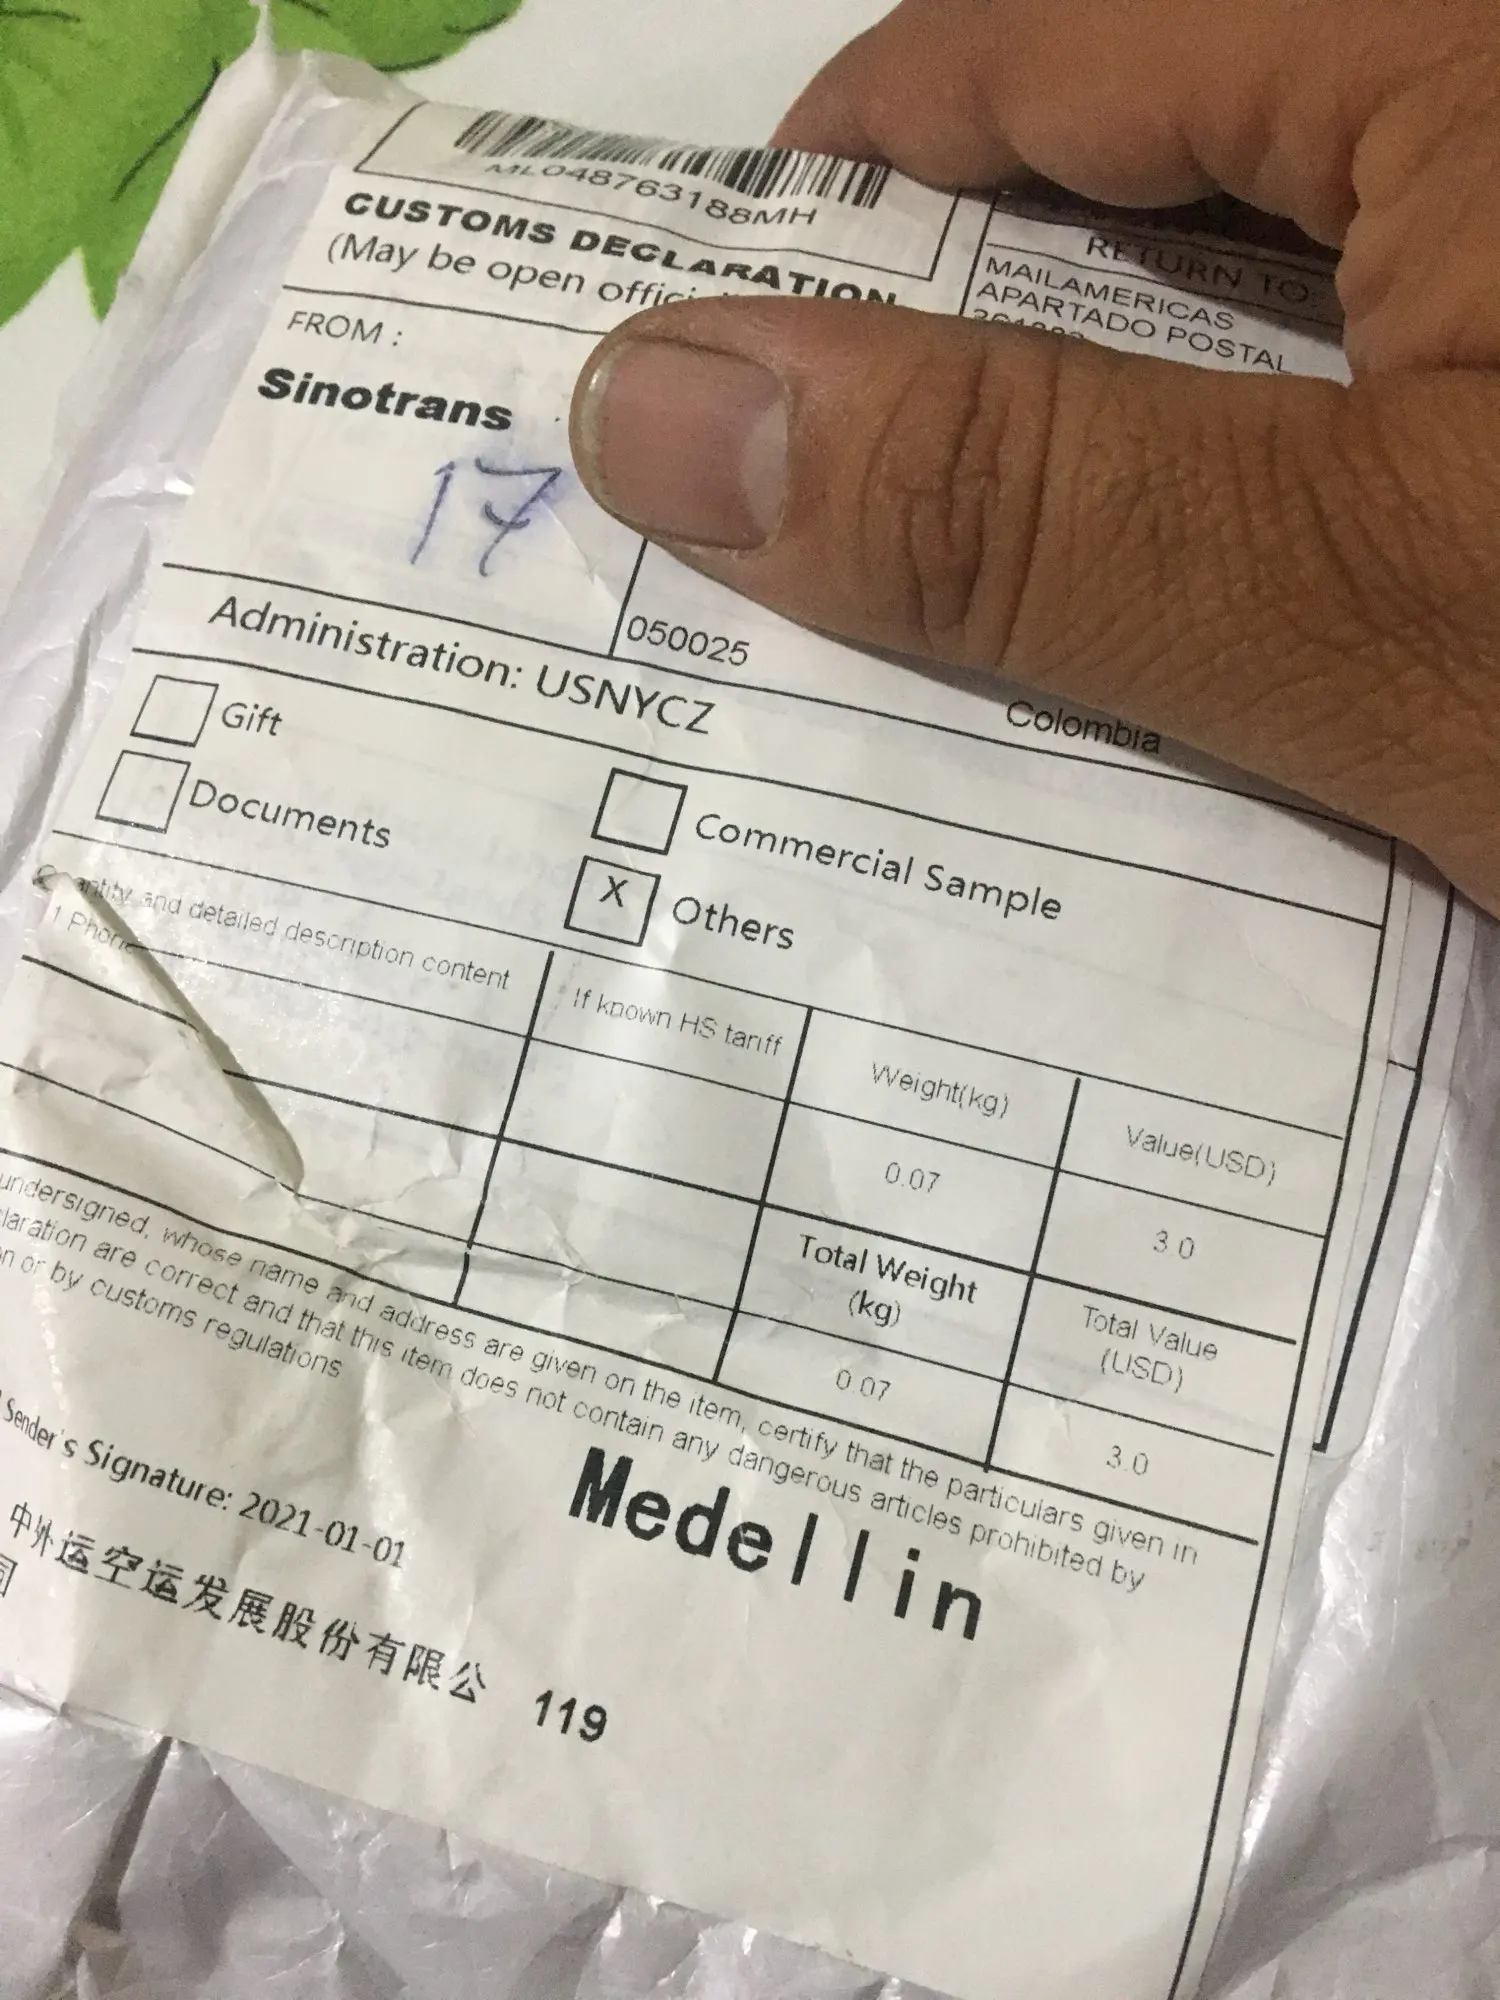 ML048763188MH
CUSTOMS DECLARATION
(May be open
RETURN TO:
MAILAMERICAS
APARTADO POSTAL
FROM :
Sinotrans
17
050025
Colombia
Administration: USNYCZ
Gift
Documents
Commercial Sample
X Others
and detailed description content
1 Phone
If known HS tariff
Weight(kg)
Value(USD)
0.07
3.0
Total Weight
(kg)
Total Value
(USD)
0.07
3.0
undersigned, whose name and address are given on the item, certify that the particulars given in
are correct and that this item does not contain any dangerous articles prohibited by
or by customs regulations
Sender's Signature: 2021-01-01
Medellin
中外运空运发展股份有限公
司
119